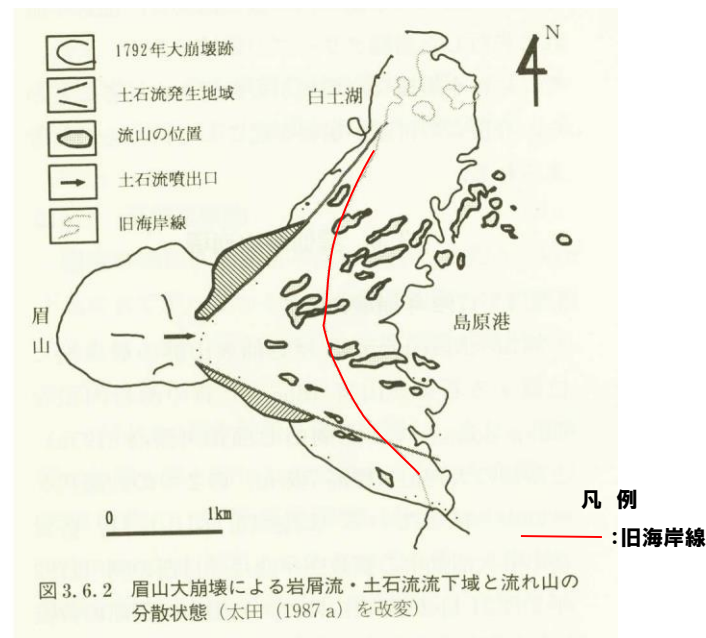 1792年大崩壊跡
土石流発生地域
流山の位置
土石流噴出口
旧海岸線
白土湖
N
眉山
島原港
0 1km
凡 例
:旧海岸線
図3.6.2 眉山大崩壊による岩屑流・土石流流下域と流れ山の
分散状態（太田（1987 a）を改変）